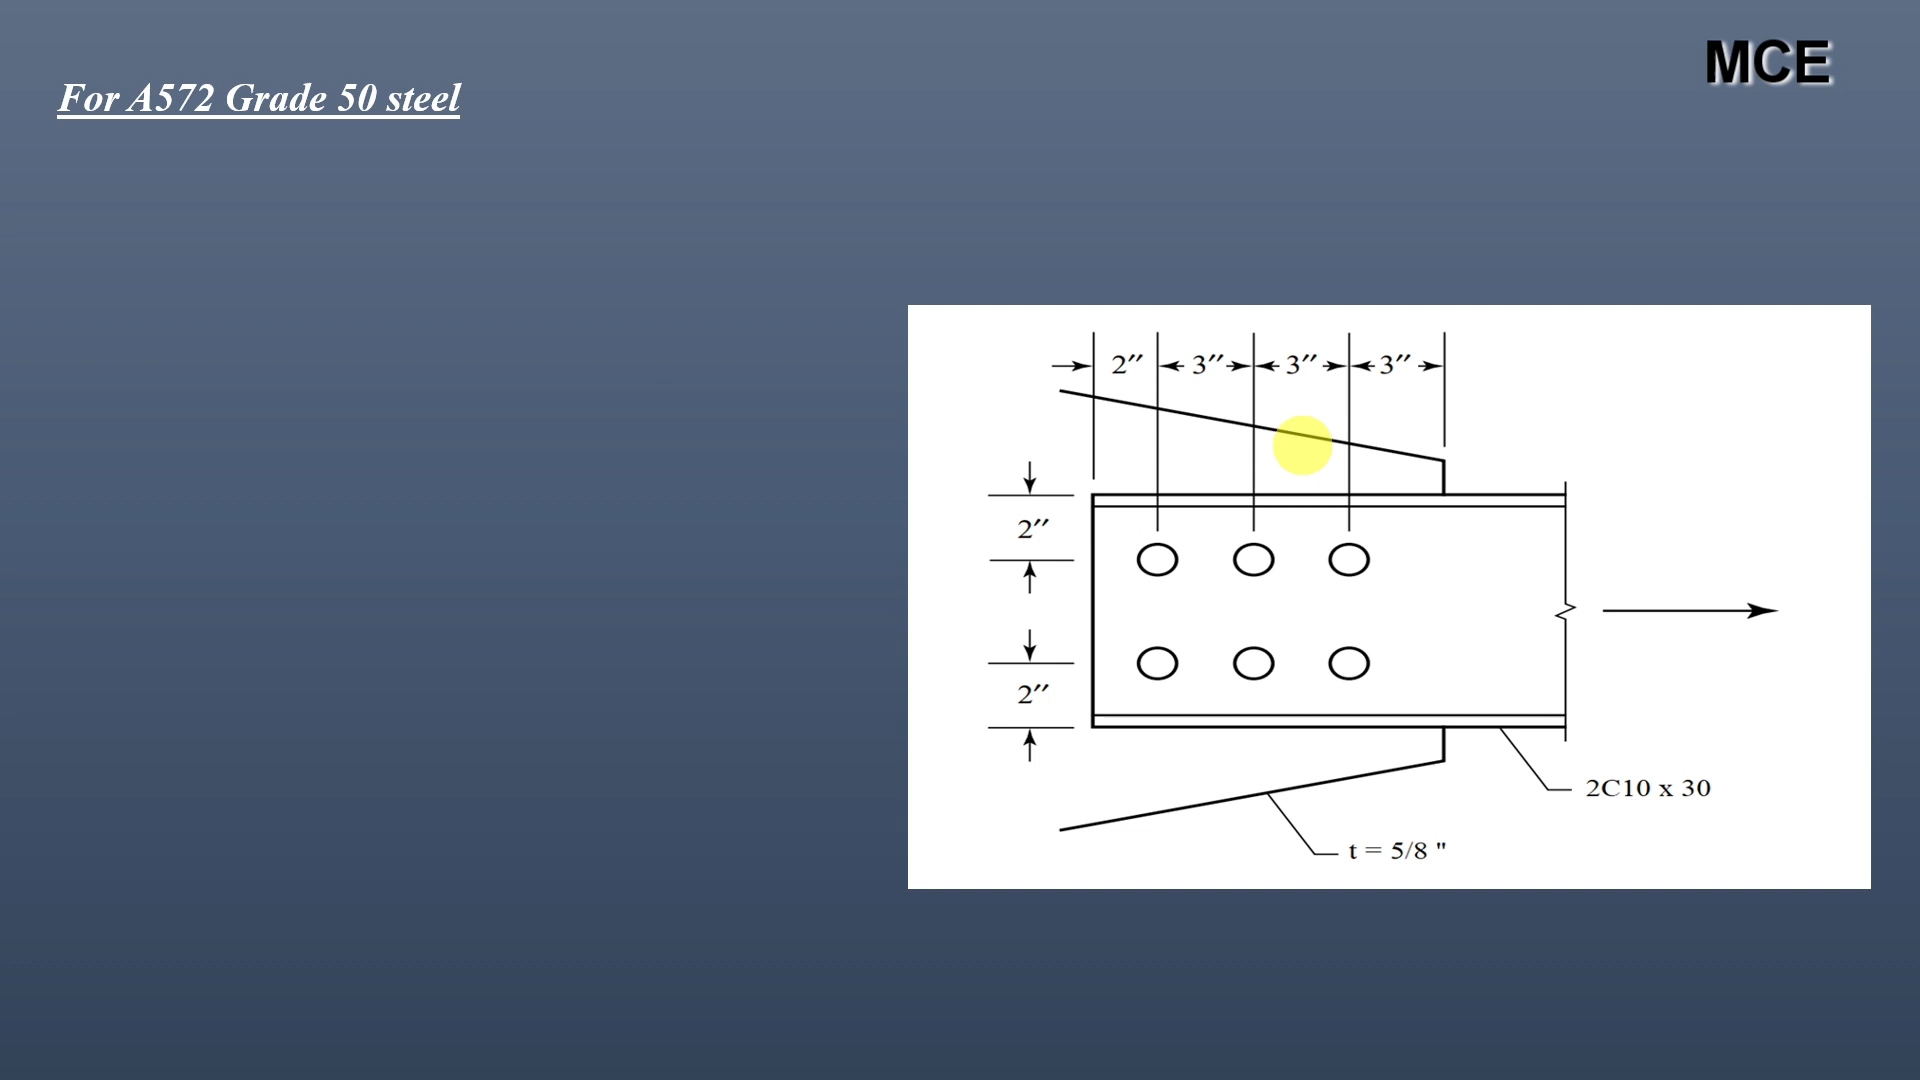 For A572 Grade 50 steel
MCE
2″ 3″ 3″ 3″
2″
2″
2C10 x 30
t = 5/8 "